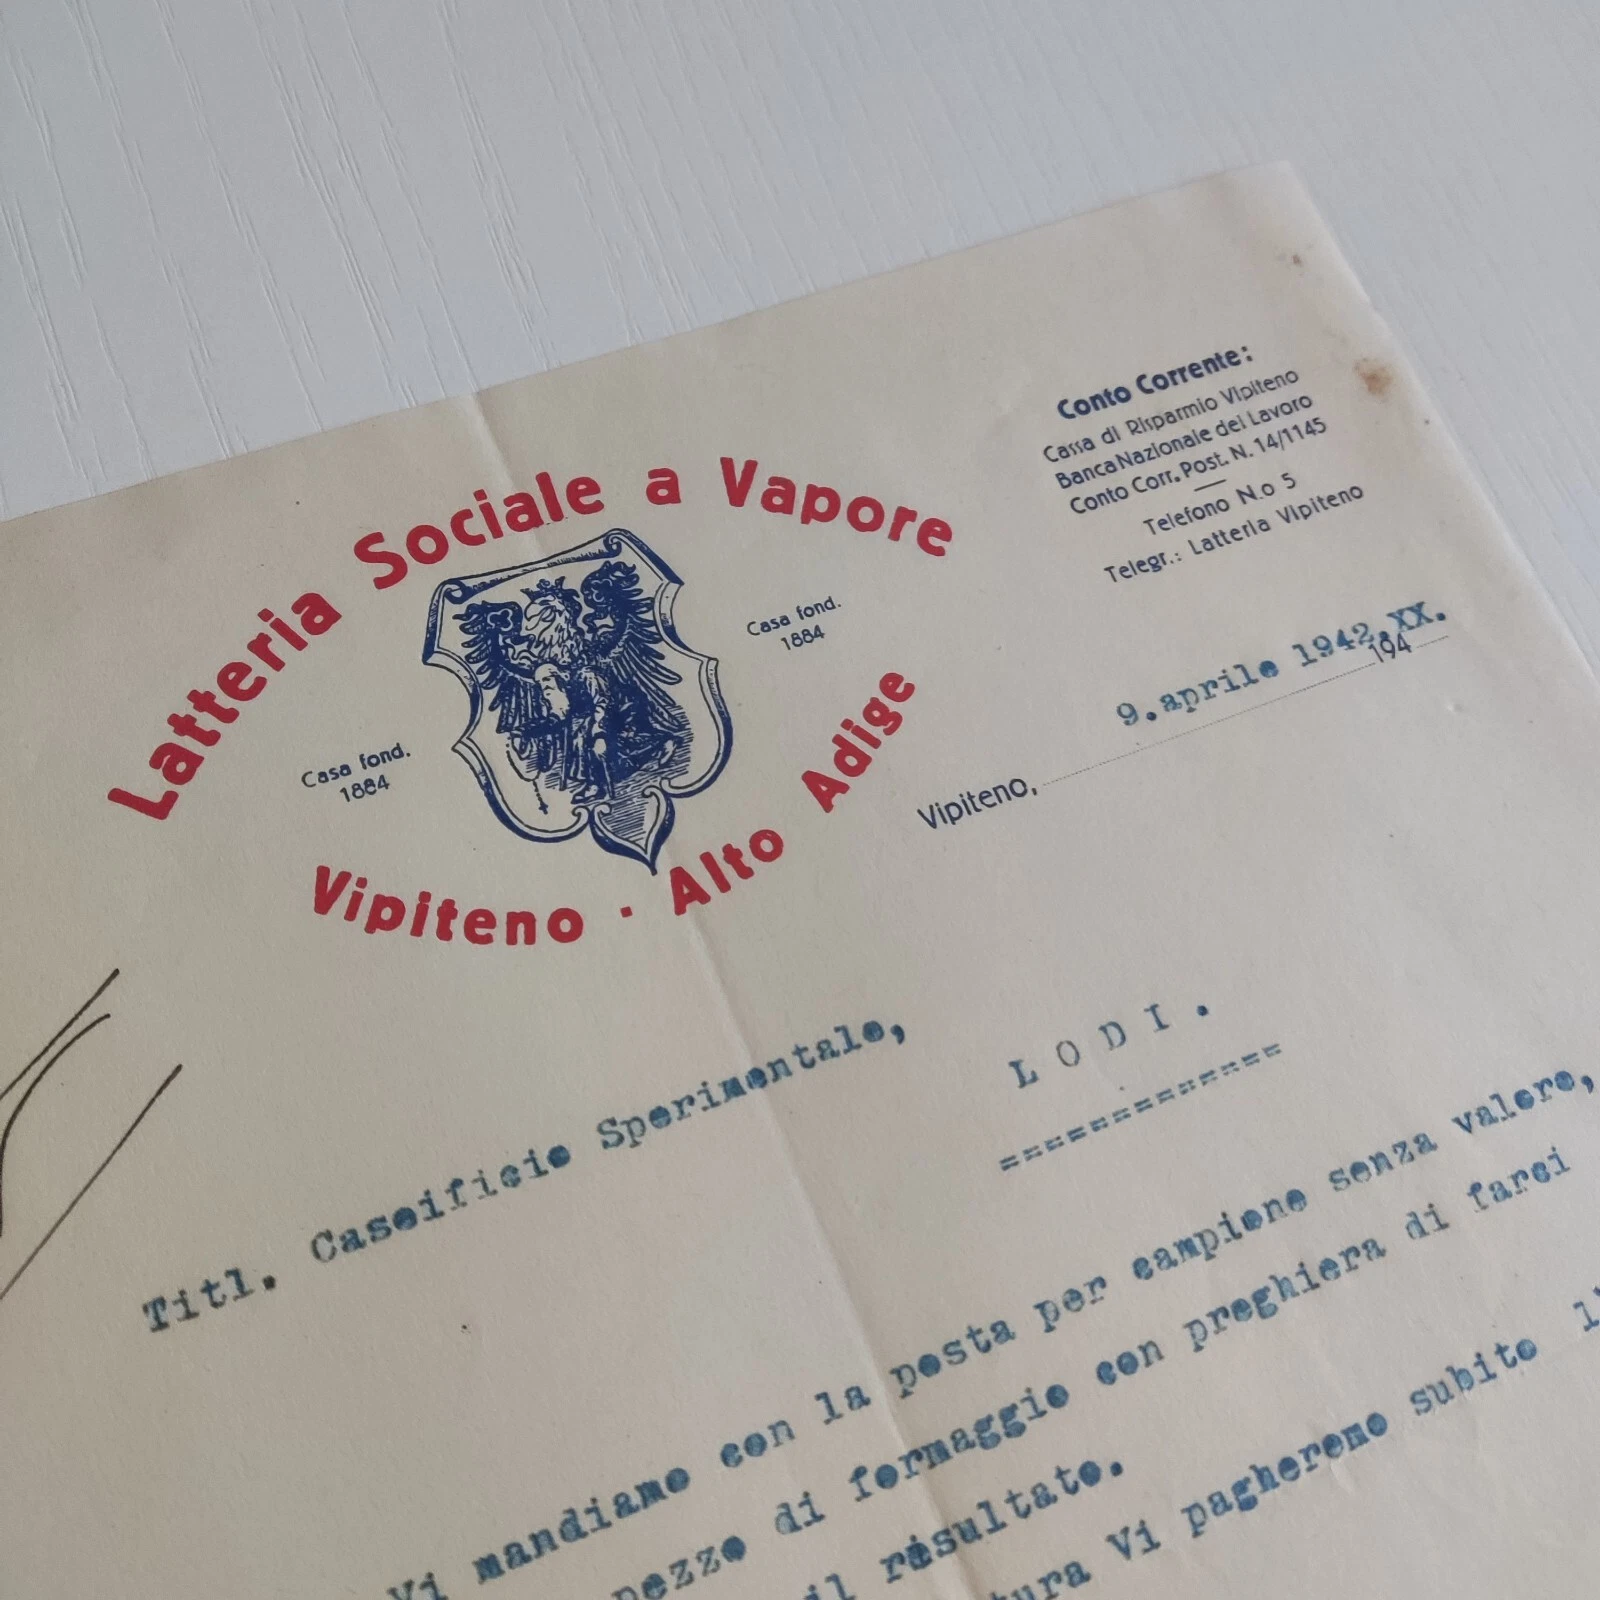 Latteria Sociale a Vapore
Casa fond.
1884
Casa fond.
1884
Vipiteno · Alto Adige
Conto Corrente:
Cassa di Risparmio Vipiteno
Banca Nazionale del Lavoro
Conto Corr. Post. N. 14/1145
Telefono N.o 5
Telegr.: Latteria Vipiteno
Vipiteno, 9.aprile 1942.XX. 194
Titl. Caseificio Sperimentale,
LODI.
=============
Vi mandiamo con la posta per campione senza valore,
pezzo di formaggio con preghiera di farci
il risultato.
tura Vi pagheremo subito l'